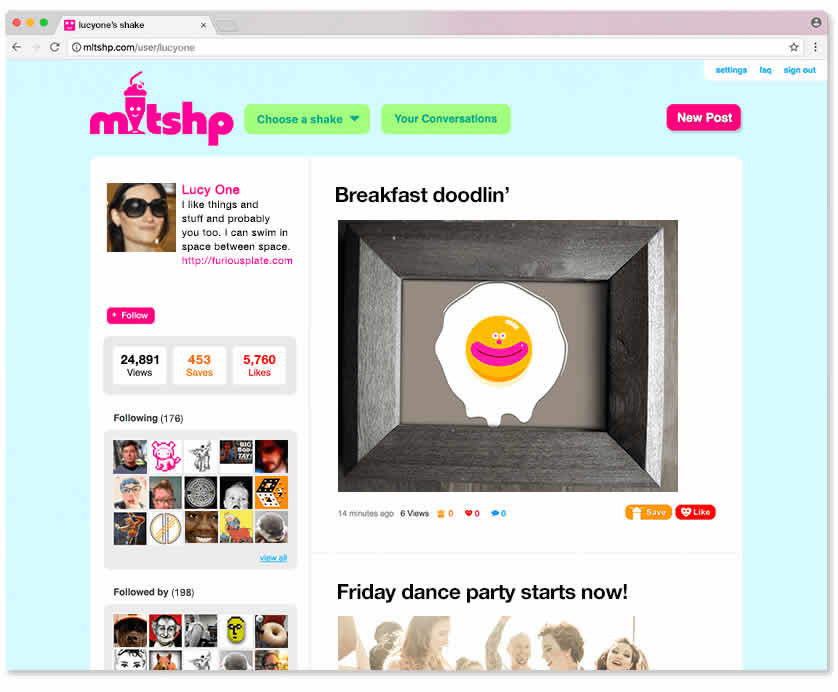 lucyone's shake
mltshp.com/user/lucyone
settings faq sign out
mltshp
Choose a shake
Your Conversations
New Post
Lucy One
I like things and
stuff and probably
you too. I can swim in
space between space.
http://furiousplate.com
+ Follow
24,891
Views
453
Saves
5,760
Likes
Following (176)
BIG
BOO-
TAY!
view all
Followed by (198)
Breakfast doodlin’
14 minutes ago 6 Views 0 0 0
Save
Like
Friday dance party starts now!